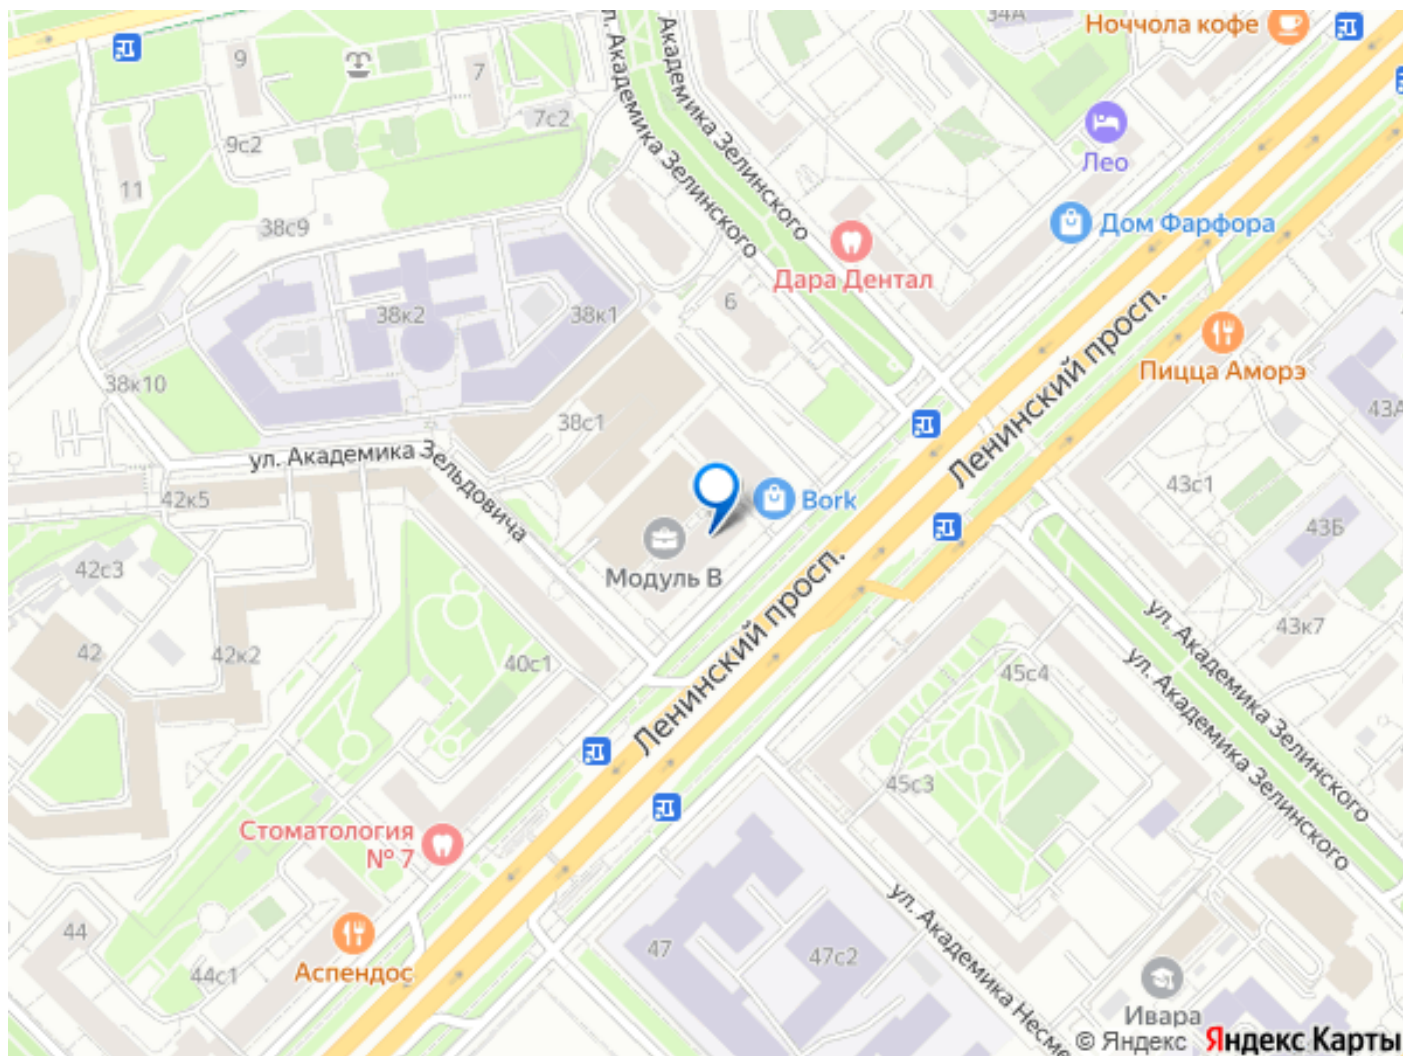 34А
Ноччола кофе
9
7
7с2
9с2
11
ул. Академика Зелинского
Академика Зелинского
Лео
38с9
Дом Фарфора
Дара Дентал
6
38к2
38к1
Ленинский просп.
Пицца Аморэ
38к10
43А
38с1
ул. Академика Зельдовича
42к5
43с1
Bork
43Б
42с3
Модуль В
ул. Академика Зелинского
43к7
42
42к2
40с1
45с4
ул. Академика Зелинского
Ленинский просп.
45с3
Стоматология
№ 7
44
47
47с2
ул. Академика Несме
Аспендос
44с1
Ивара
© Яндекс Яндекс Карты